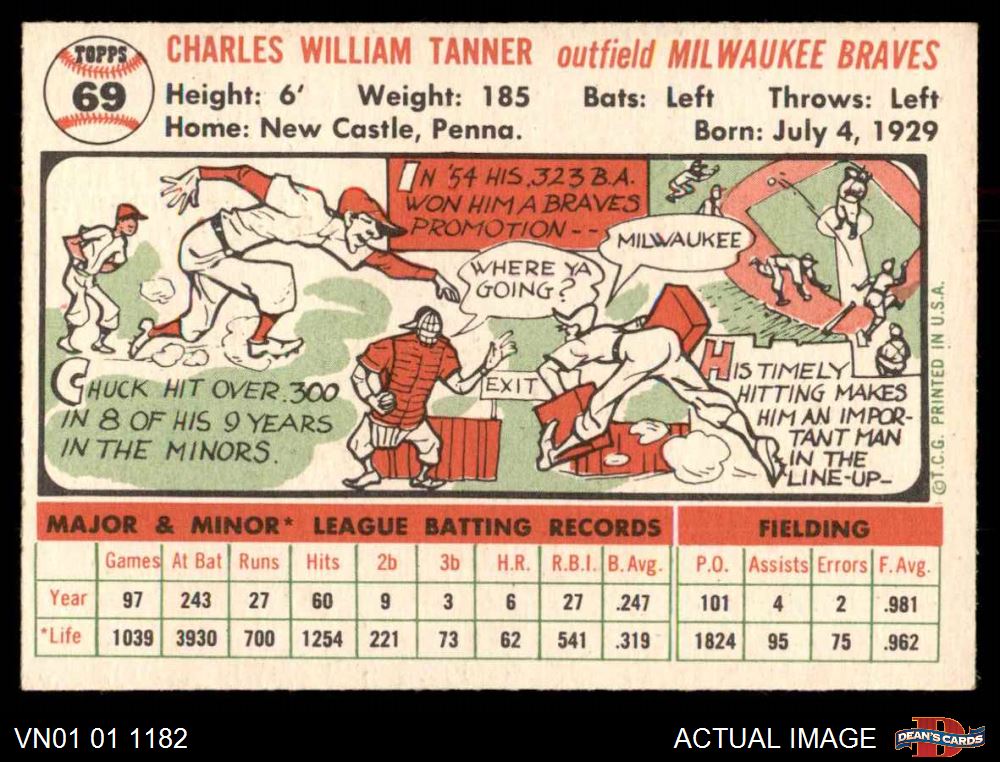 TOPPS
69
CHARLES WILLIAM TANNER outfield MILWAUKEE BRAVES
Height: 6' Weight: 185 Bats: Left Throws: Left
Home: New Castle, Penna. Born: July 4, 1929
IN '54 HIS .323 B.A.
WON HIM A BRAVES
PROMOTION--
WHERE YA
GOING?
MILWAUKEE
EXIT
CHUCK HIT OVER .300
IN 8 OF HIS 9 YEARS
IN THE MINORS.
HIS TIMELY
HITTING MAKES
HIM AN IMPOR-
TANT MAN
IN THE
LINE-UP-
©T.C.G. PRINTED IN U.S.A.
MAJOR & MINOR* LEAGUE BATTING RECORDS FIELDING
Games At Bat Runs Hits 2b 3b H.R. R.B.I. B. Avg. P.O. Assists Errors F. Avg.
Year 97 243 27 60 9 3 6 27 .247 101 4 2 .981
*Life 1039 3930 700 1254 221 73 62 541 .319 1824 95 75 .962
VN01 01 1182 ACTUAL IMAGE DEAN'S CARDS